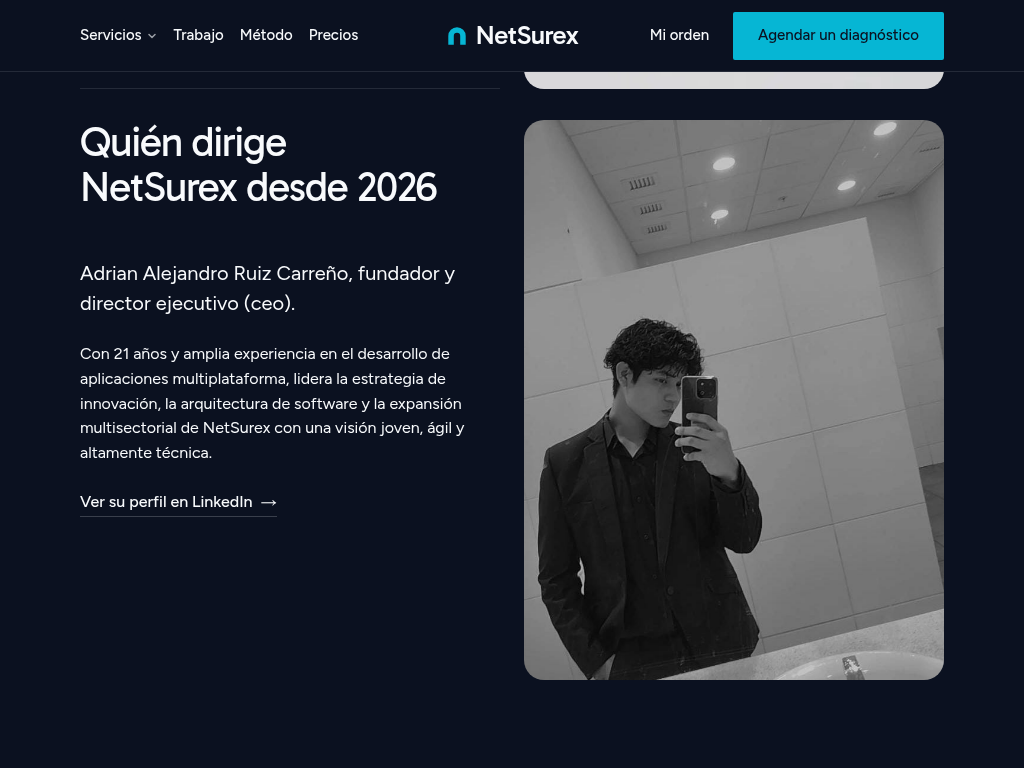 Servicios
Trabajo
Método
Precios
NetSurex
Mi orden
Agendar un diagnóstico
Quién dirige
NetSurex desde 2026
Adrian Alejandro Ruiz Carreño, fundador y
director ejecutivo (ceo).
Con 21 años y amplia experiencia en el desarrollo de
aplicaciones multiplataforma, lidera la estrategia de
innovación, la arquitectura de software y la expansión
multisectorial de NetSurex con una visión joven, ágil y
altamente técnica.
Ver su perfil en LinkedIn →